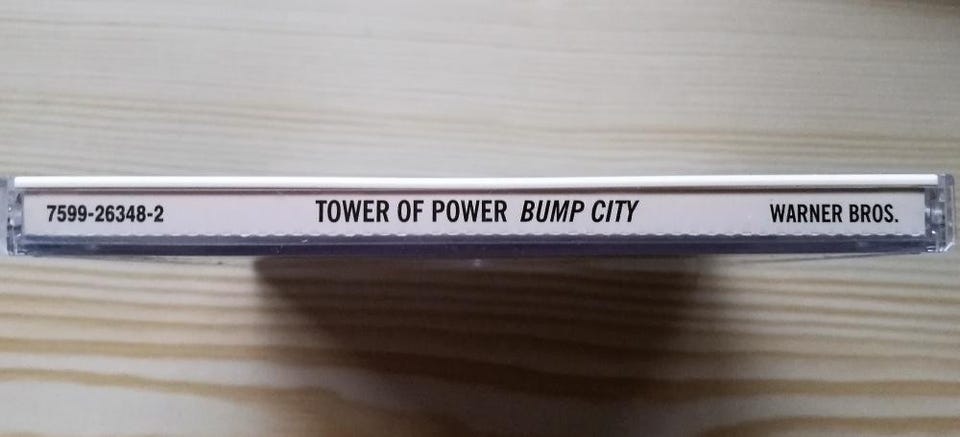 7599-26348-2 TOWER OF POWER BUMP CITY WARNER BROS.